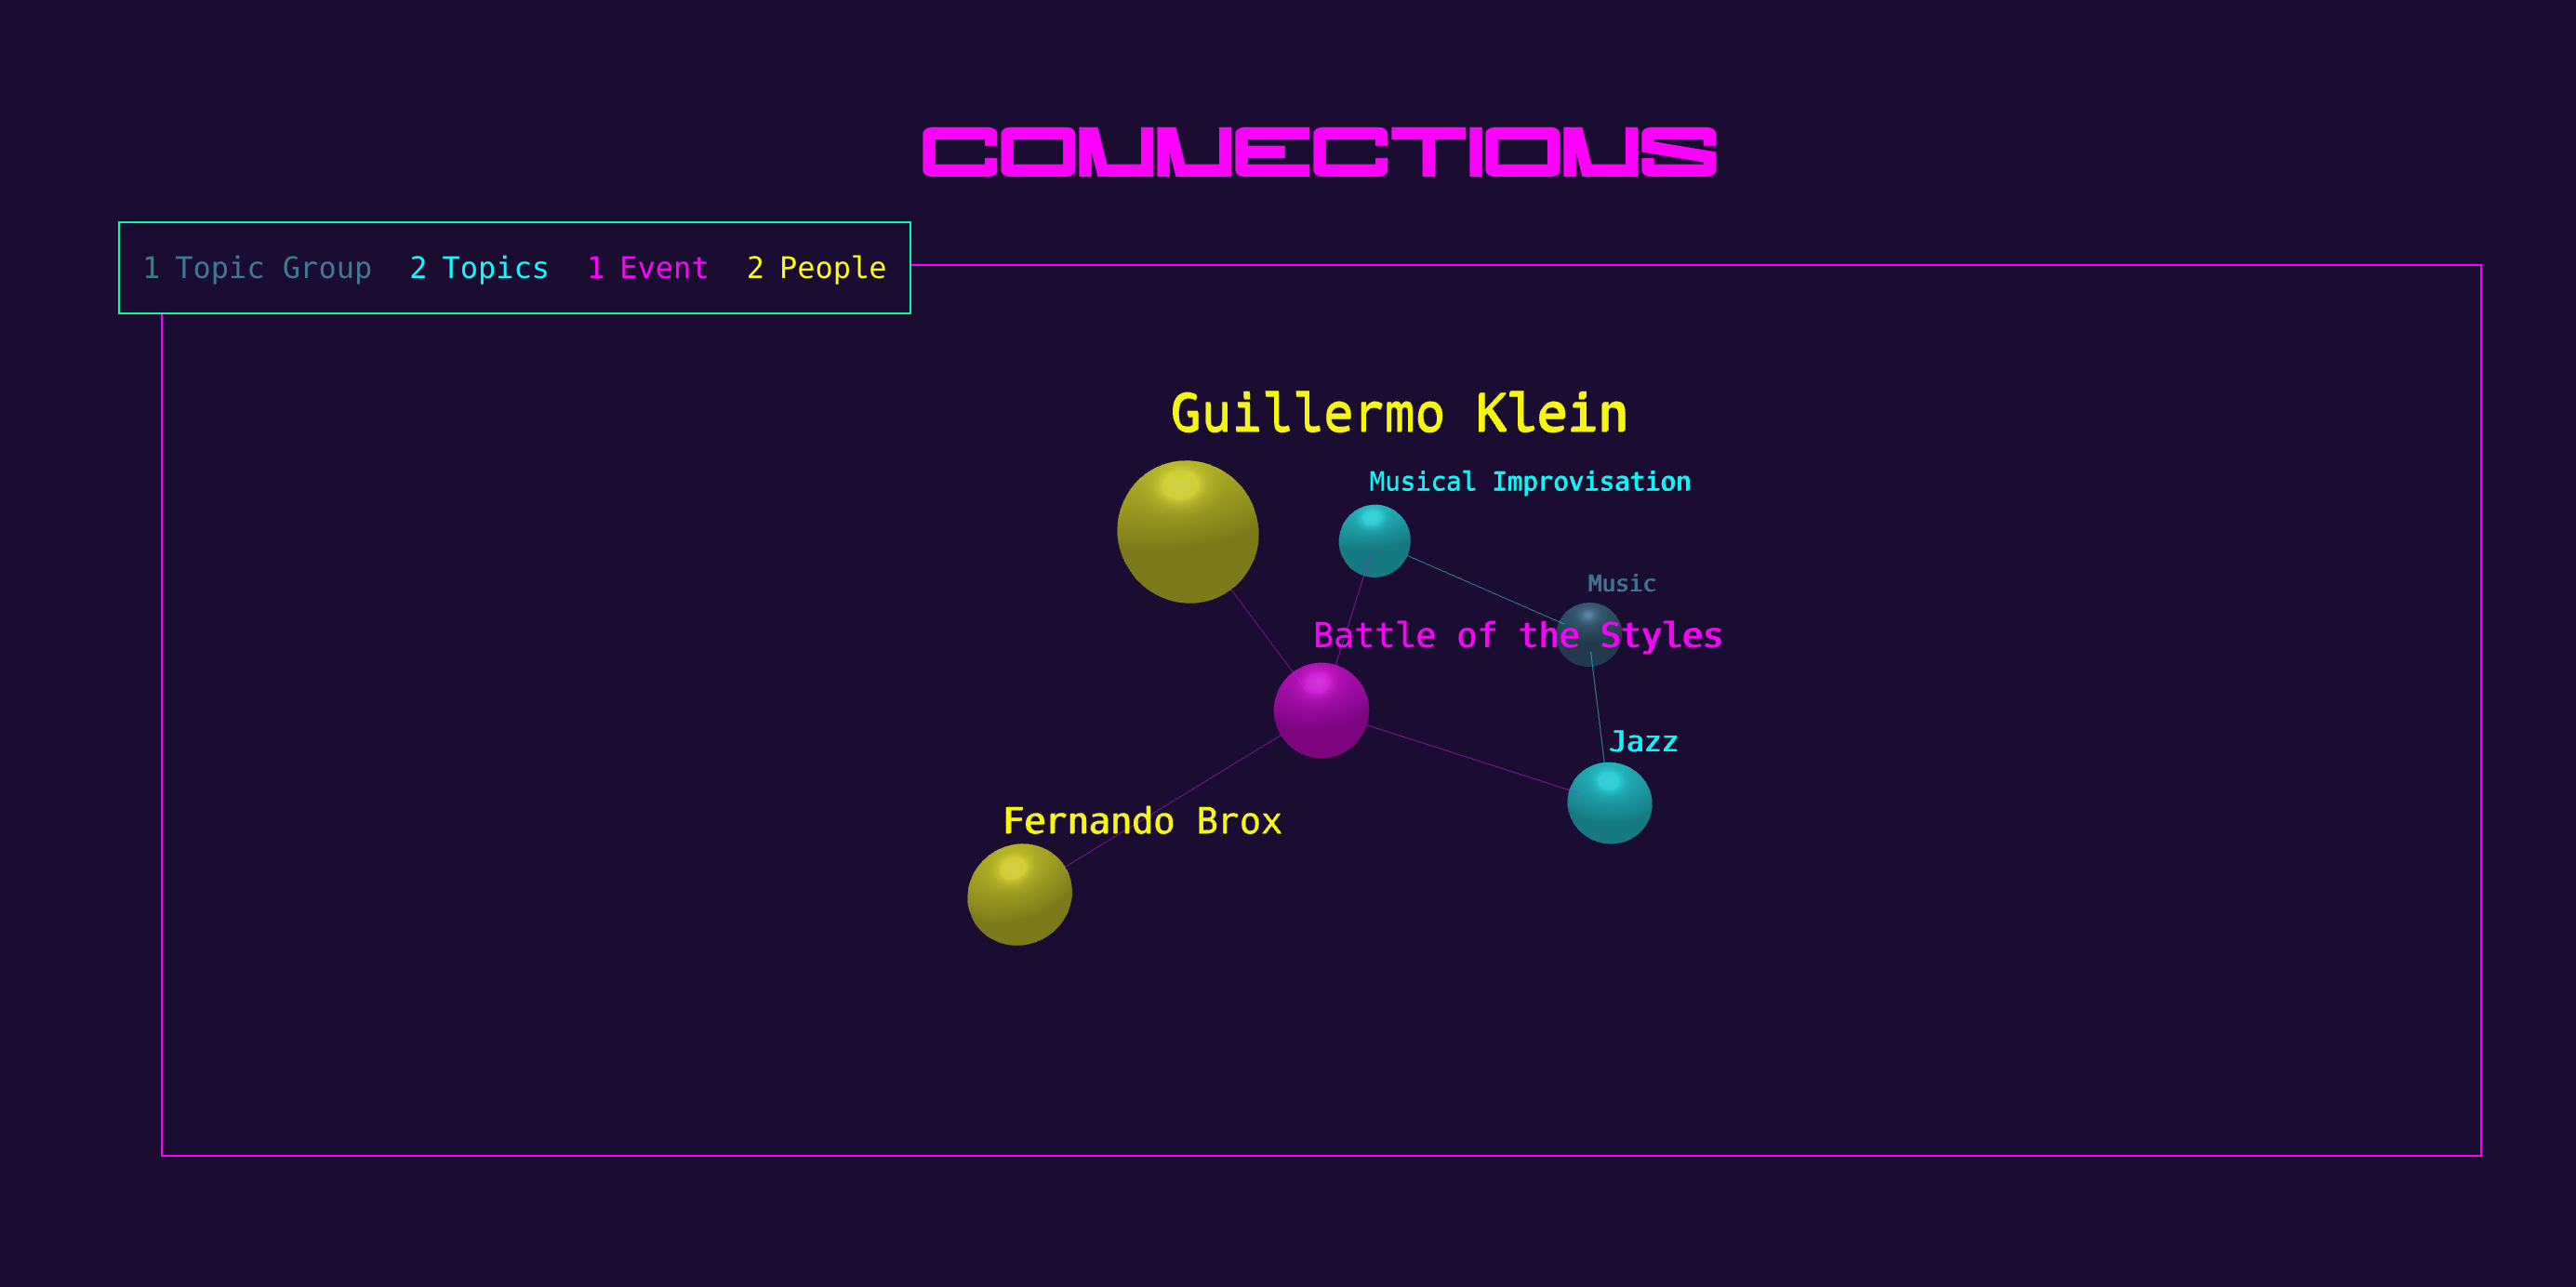 CONNECTIONS
1 Topic Group 2 Topics 1 Event 2 People
Guillermo Klein
Musical Improvisation
Music
Battle of the Styles
Jazz
Fernando Brox